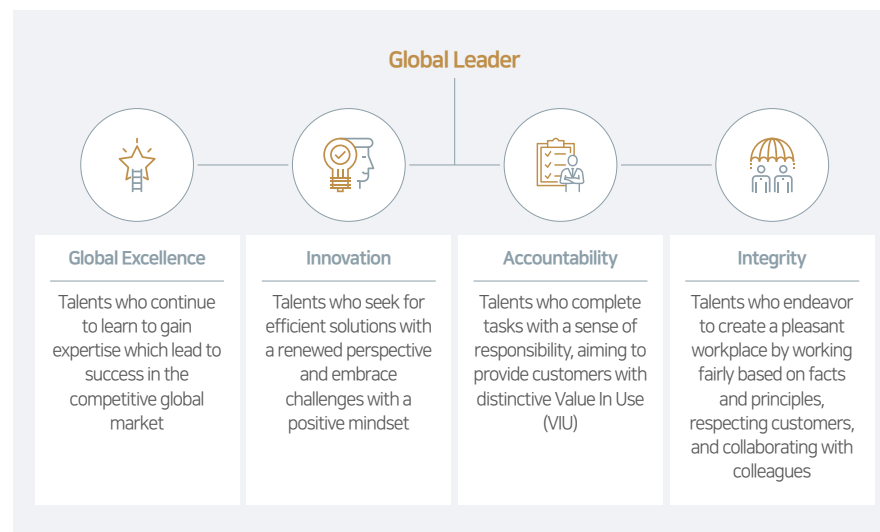 Global Leader
Global Excellence
Talents who continue
to learn to gain
expertise which lead to
success in the
competitive global
market
Innovation
Talents who seek for
efficient solutions with
a renewed perspective
and embrace
challenges with a
positive mindset
Accountability
Talents who complete
tasks with a sense of
responsibility, aiming to
provide customers with
distinctive Value In Use
(VIU)
Integrity
Talents who endeavor
to create a pleasant
workplace by working
fairly based on facts
and principles,
respecting customers,
and collaborating with
colleagues